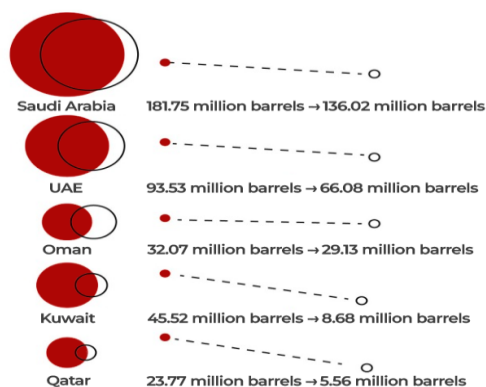 Saudi Arabia 181.75 million barrels → 136.02 million barrels
UAE 93.53 million barrels → 66.08 million barrels
Oman 32.07 million barrels → 29.13 million barrels
Kuwait 45.52 million barrels → 8.68 million barrels
Qatar 23.77 million barrels → 5.56 million barrels